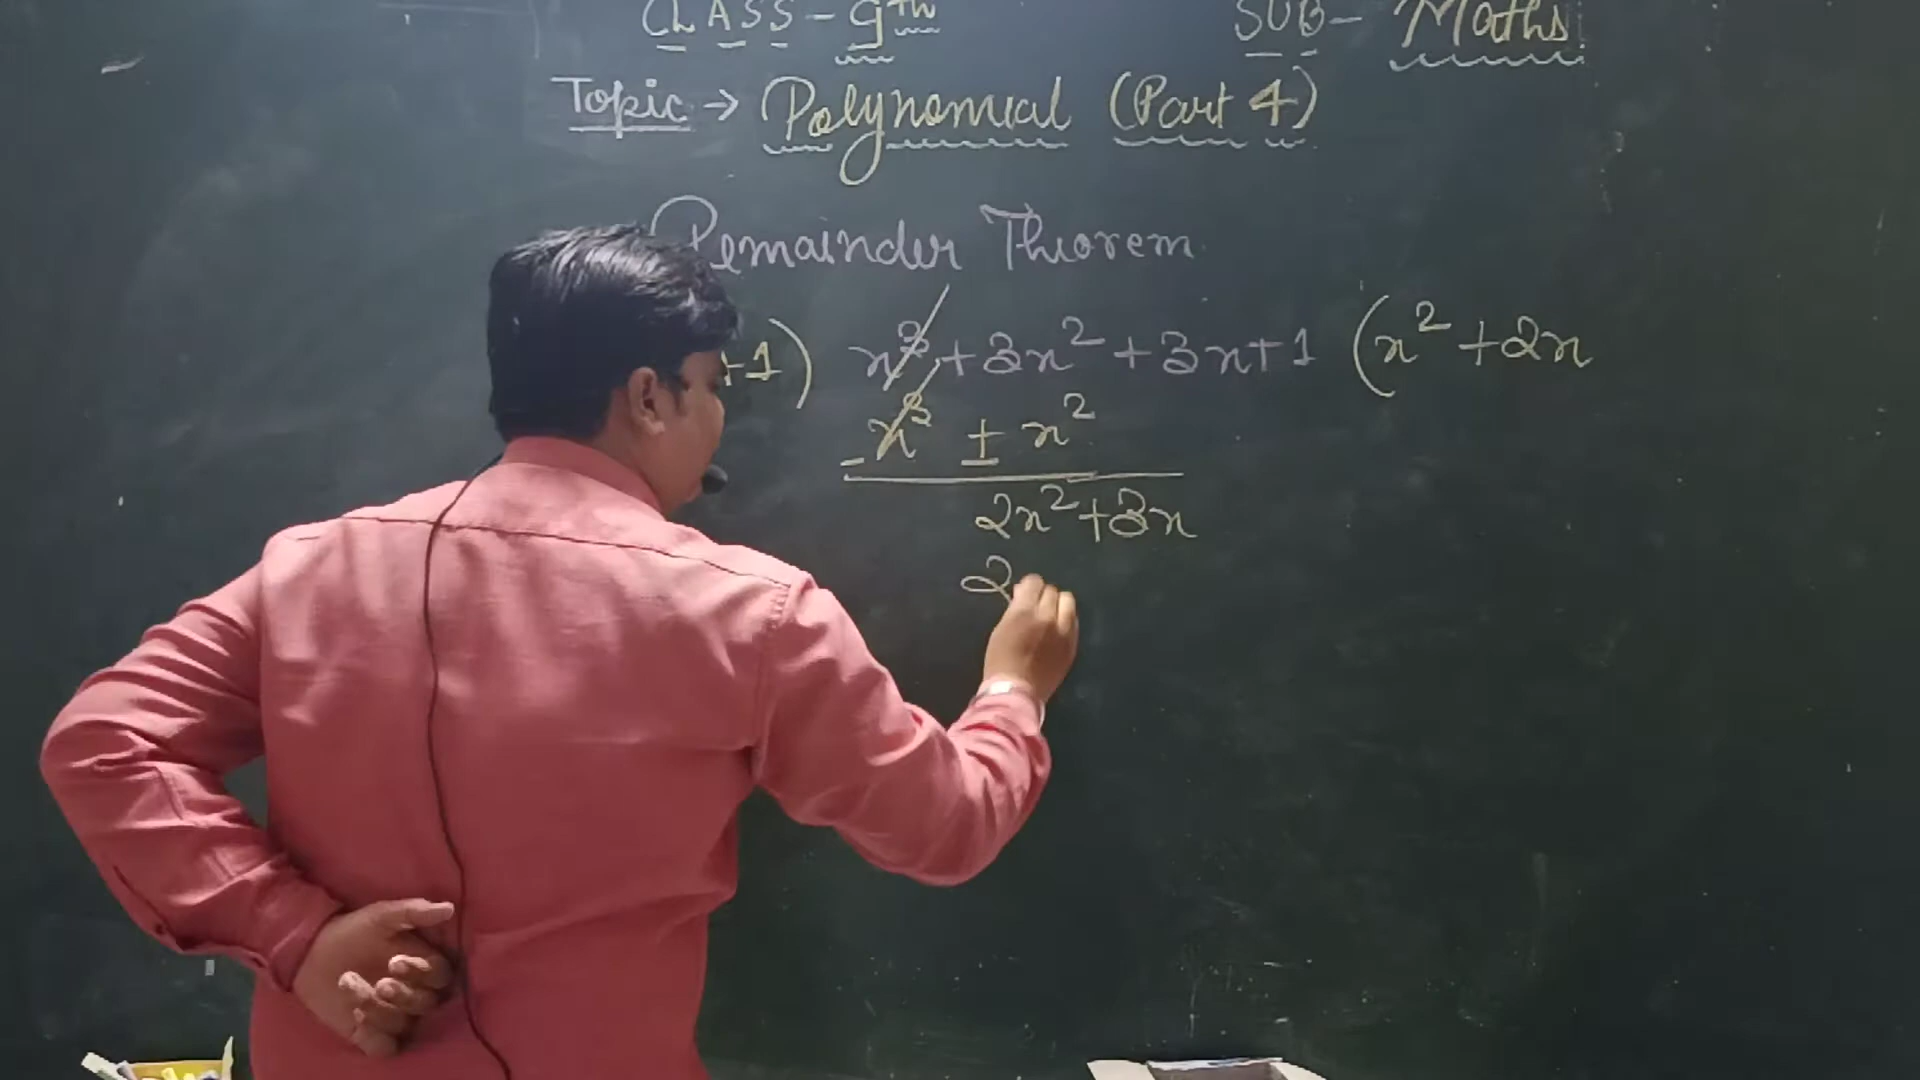 CLASS - 9th SUB - Maths
Topic → Polynomial (Part 4)
Remainder Theorem
+1) x³ + 3x² + 3x + 1 (x² + 2x
- x³ ± x²
2x² + 3x
2